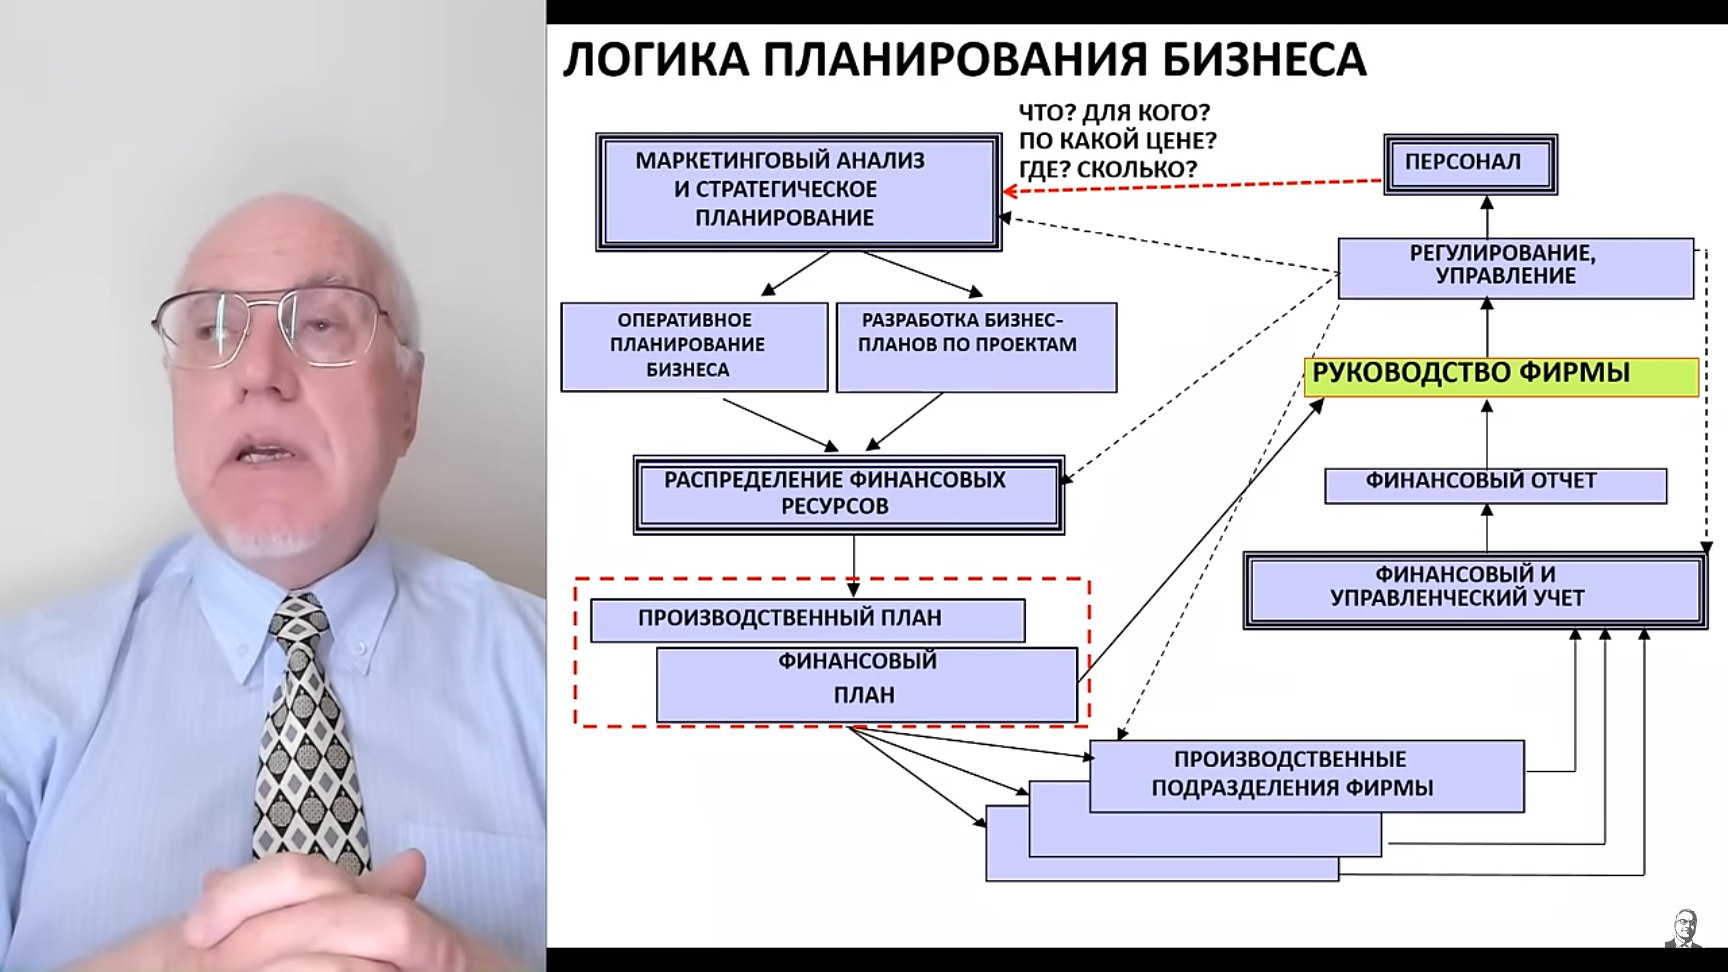 ЛОГИКА ПЛАНИРОВАНИЯ БИЗНЕСА
ЧТО? ДЛЯ КОГО?
ПО КАКОЙ ЦЕНЕ?
ГДЕ? СКОЛЬКО?
МАРКЕТИНГОВЫЙ АНАЛИЗ
И СТРАТЕГИЧЕСКОЕ
ПЛАНИРОВАНИЕ
ПЕРСОНАЛ
РЕГУЛИРОВАНИЕ,
УПРАВЛЕНИЕ
ОПЕРАТИВНОЕ
ПЛАНИРОВАНИЕ
БИЗНЕСА
РАЗРАБОТКА БИЗНЕС-
ПЛАНОВ ПО ПРОЕКТАМ
РУКОВОДСТВО ФИРМЫ
РАСПРЕДЕЛЕНИЕ ФИНАНСОВЫХ
РЕСУРСОВ
ФИНАНСОВЫЙ ОТЧЕТ
ФИНАНСОВЫЙ И
УПРАВЛЕНЧЕСКИЙ УЧЕТ
ПРОИЗВОДСТВЕННЫЙ ПЛАН
ФИНАНСОВЫЙ
ПЛАН
ПРОИЗВОДСТВЕННЫЕ
ПОДРАЗДЕЛЕНИЯ ФИРМЫ